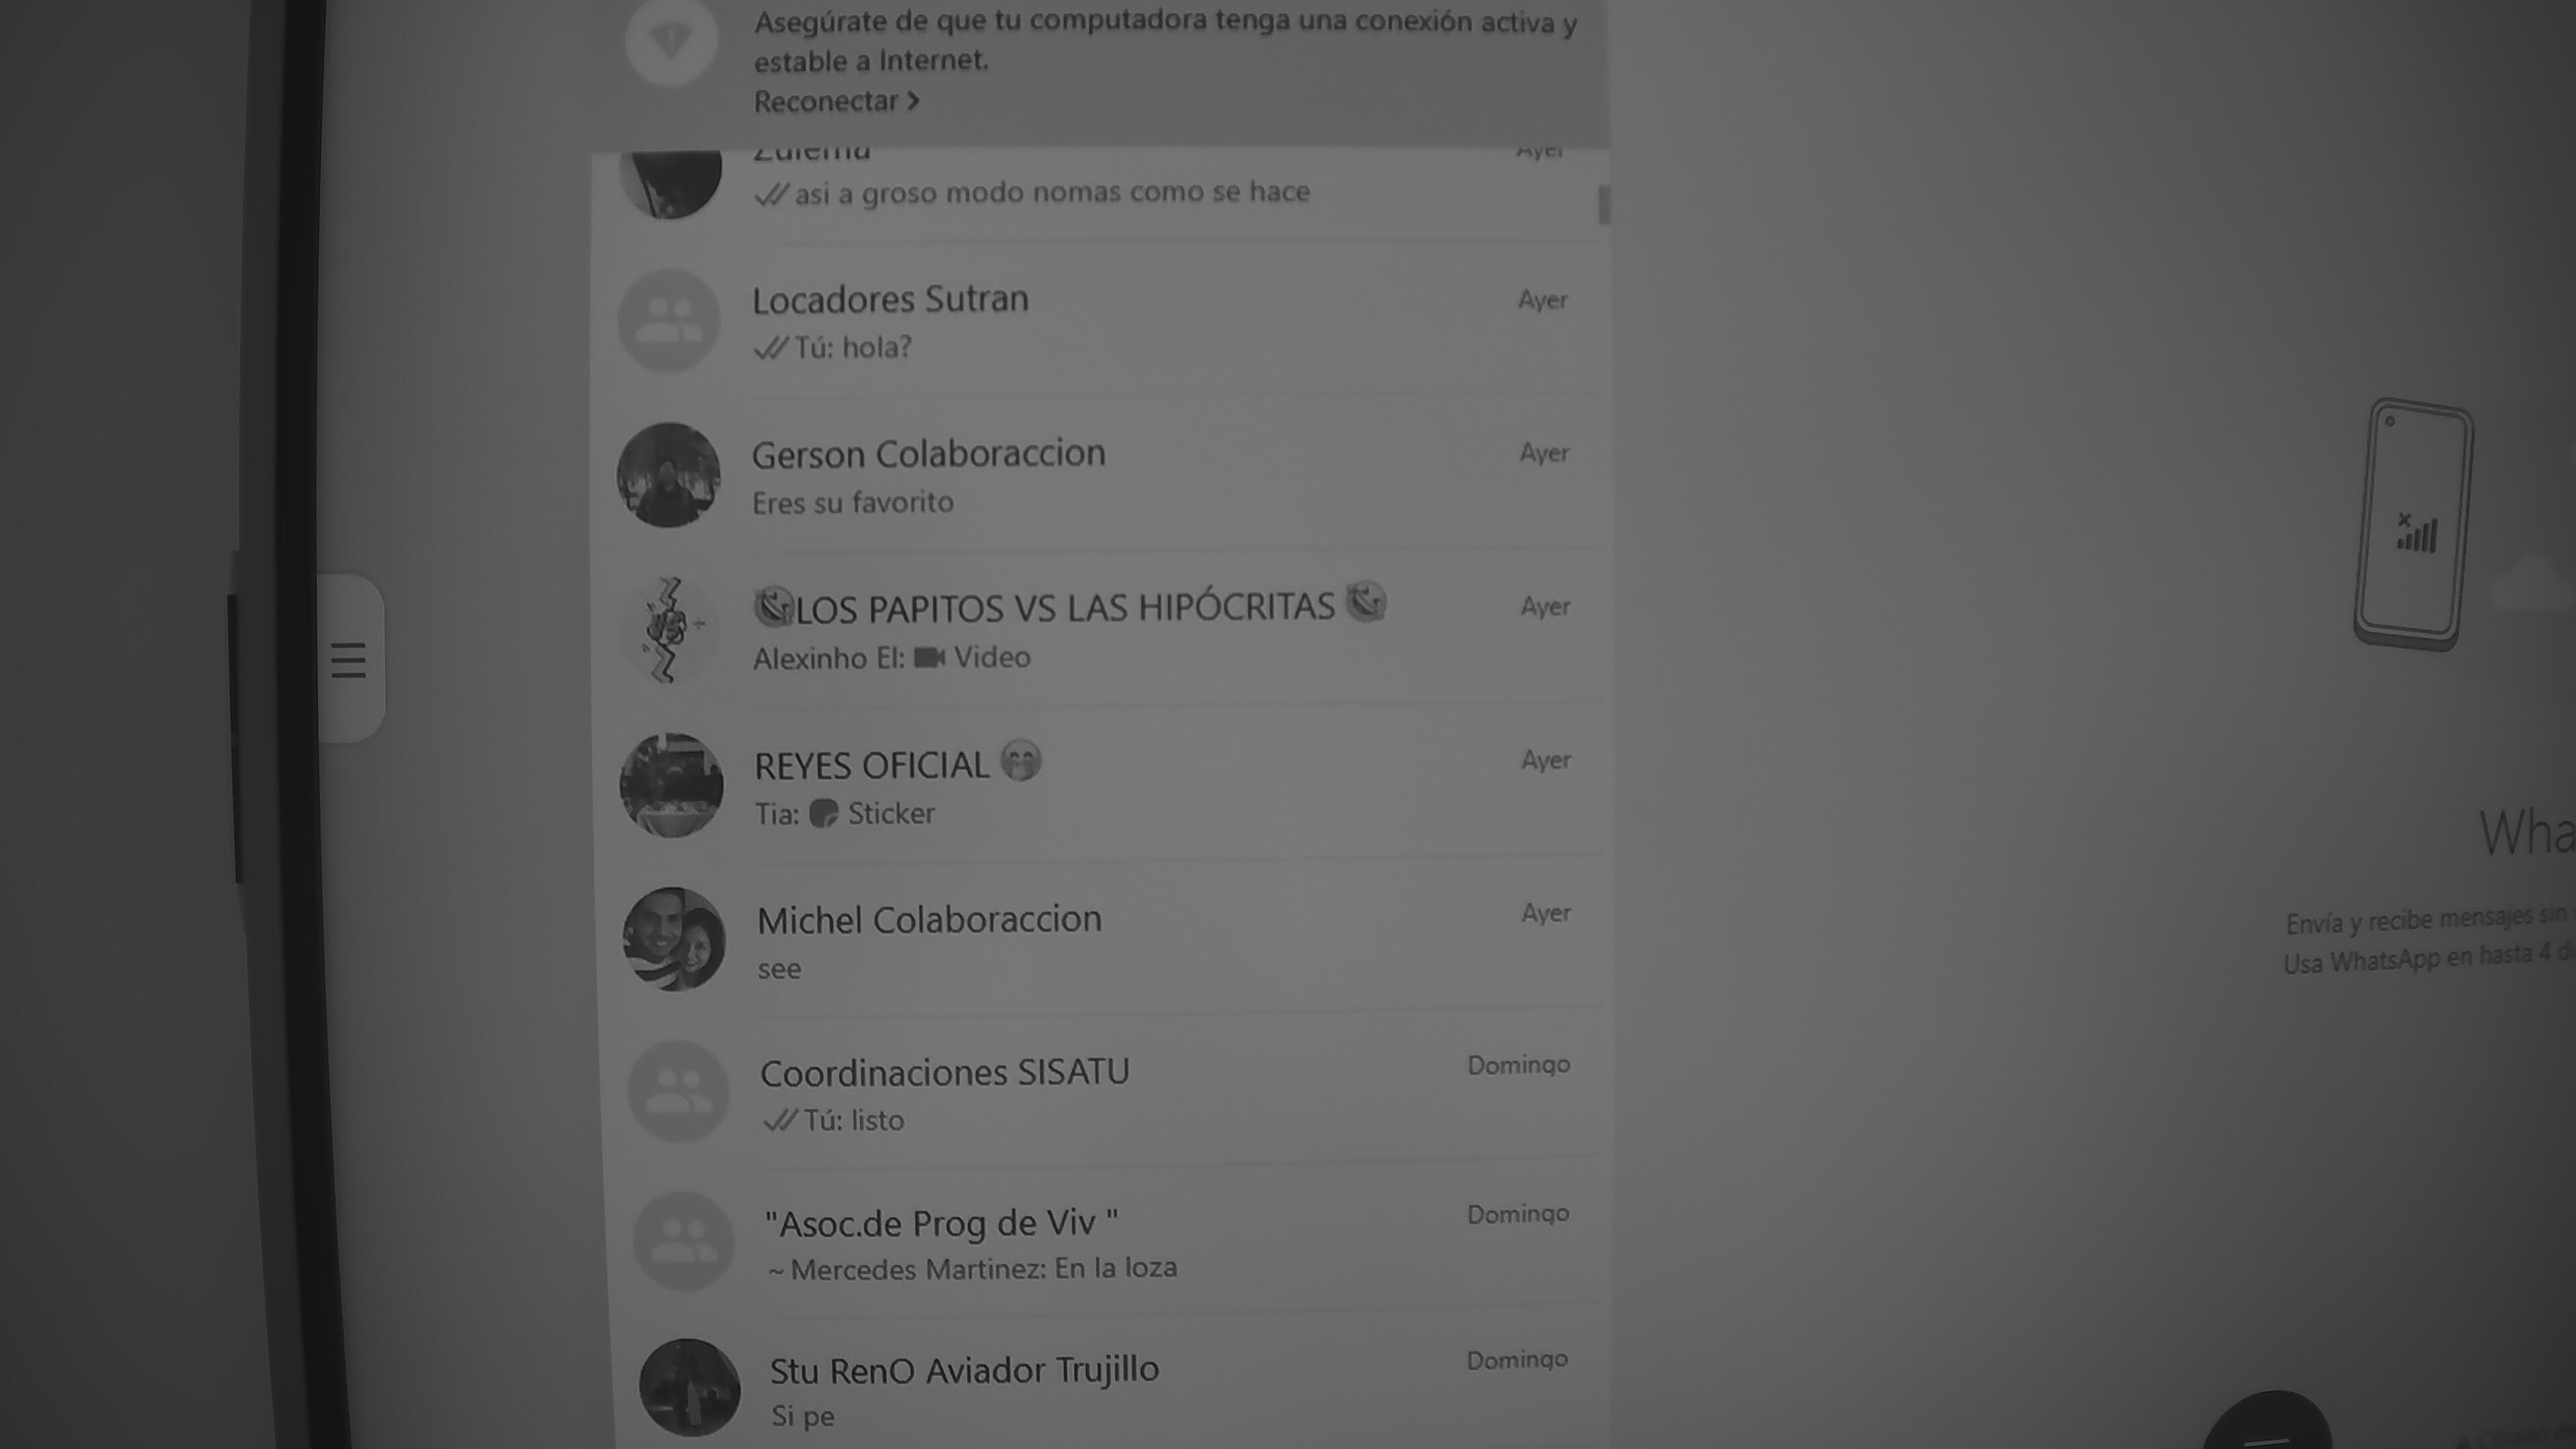 Asegúrate de que tu computadora tenga una conexión activa y
estable a Internet.
Reconectar >
Zulema Ayer
asi a groso modo nomas como se hace
Locadores Sutran Ayer
Tú: hola?
Gerson Colaboraccion Ayer
Eres su favorito
LOS PAPITOS VS LAS HIPÓCRITAS Ayer
Alexinho El: Video
REYES OFICIAL Ayer
Tia: Sticker
Michel Colaboraccion Ayer
see
Coordinaciones SISATU Domingo
Tú: listo
"Asoc.de Prog de Viv " Domingo
~ Mercedes Martinez: En la loza
Stu RenO Aviador Trujillo Domingo
Si pe
Wha
Envía y recibe mensajes sin
Usa WhatsApp en hasta 4 di